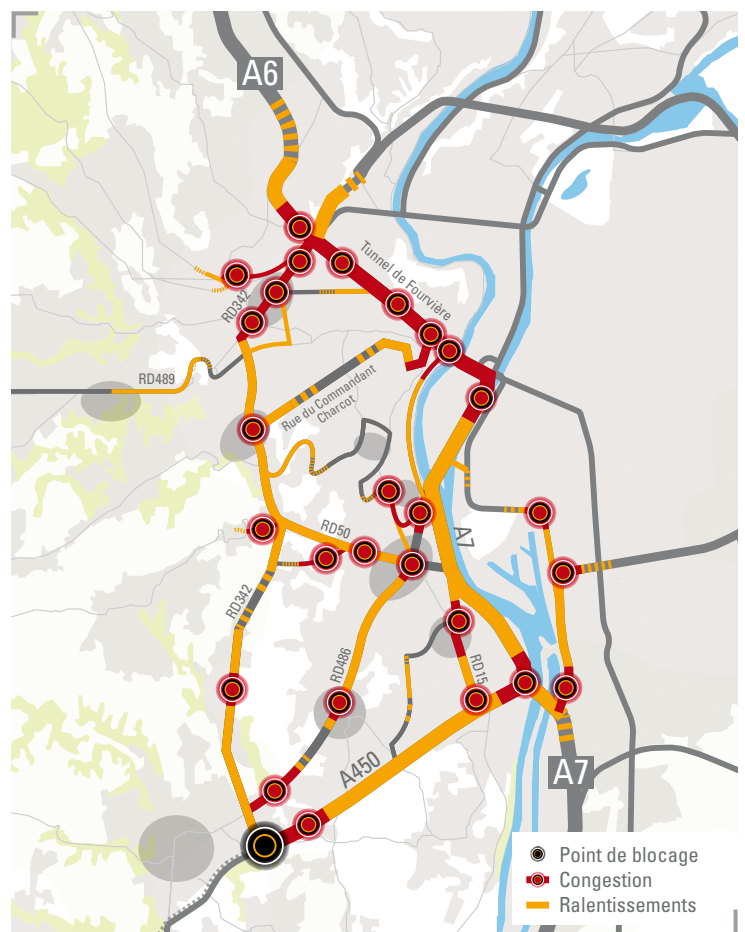 A6
Tunnel de Fourvière
RD342
RD489
Rue du Commandant
Charcot
RD50
A7
RD342
RD486
RD15
A450
A7
Point de blocage
Congestion
Ralentissements